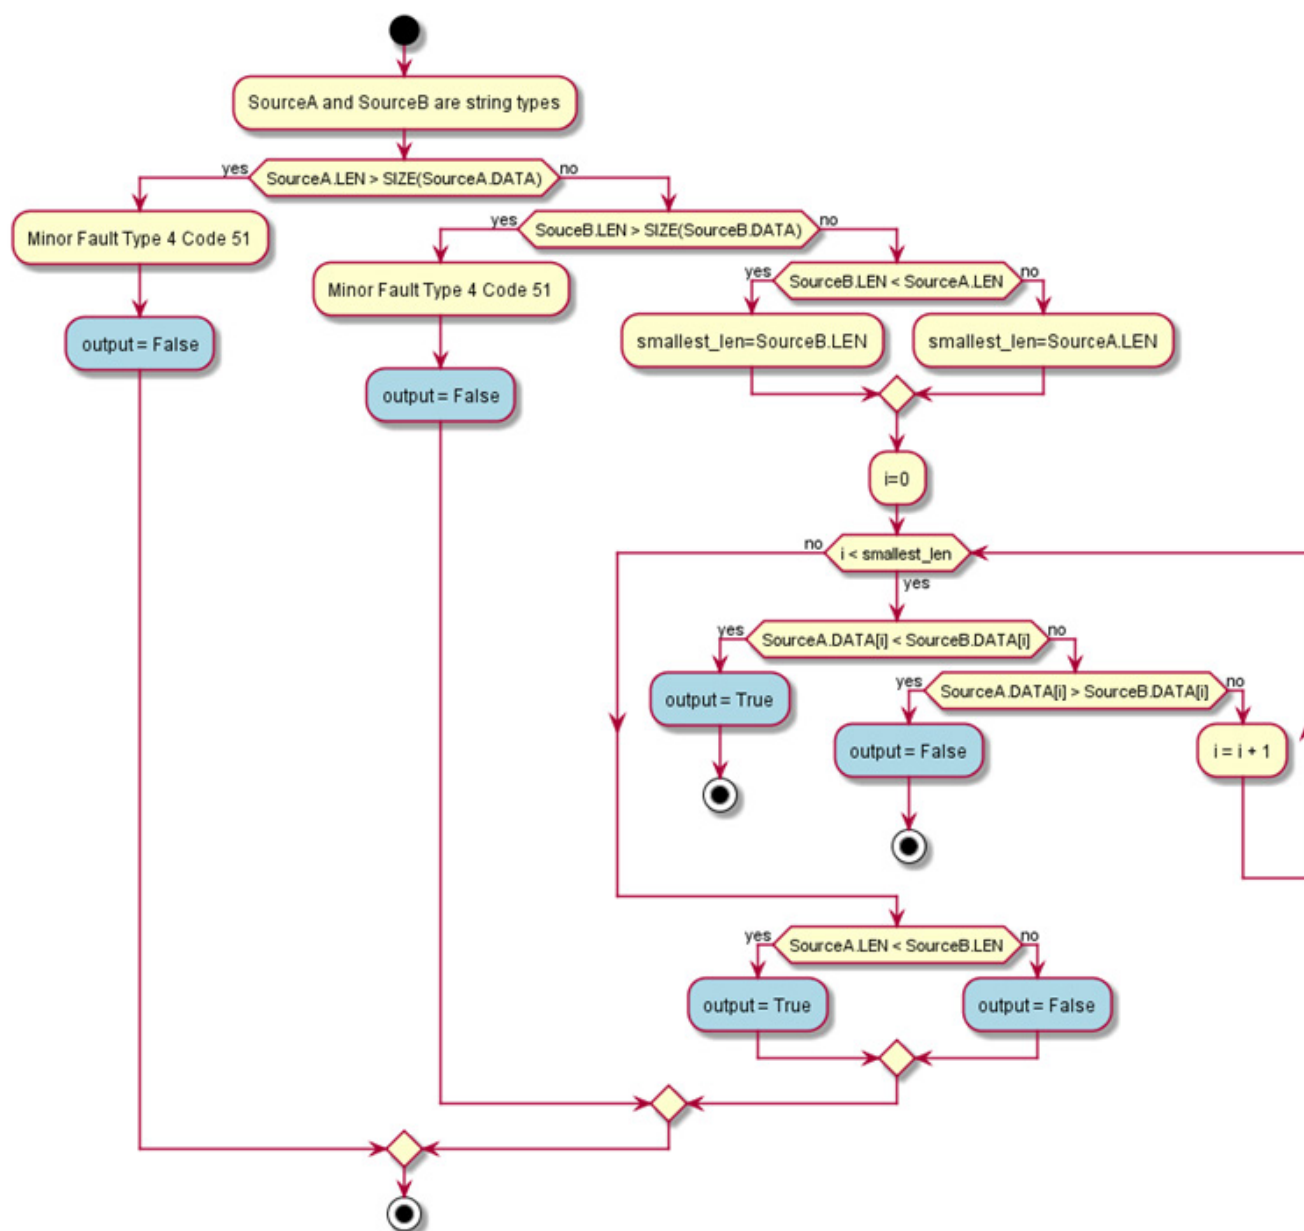 SourceA and SourceB are string types
yes
SourceA.LEN > SIZE(SourceA.DATA)
no
Minor Fault Type 4 Code 51
output = False
yes
SouceB.LEN > SIZE(SourceB.DATA)
no
Minor Fault Type 4 Code 51
output = False
yes
SourceB.LEN < SourceA.LEN
no
smallest_len=SourceB.LEN
smallest_len=SourceA.LEN
i=0
no
i < smallest_len
yes
yes
SourceA.DATA[i] < SourceB.DATA[i]
no
output = True
yes
SourceA.DATA[i] > SourceB.DATA[i]
no
output = False
i = i + 1
yes
SourceA.LEN < SourceB.LEN
no
output = True
output = False